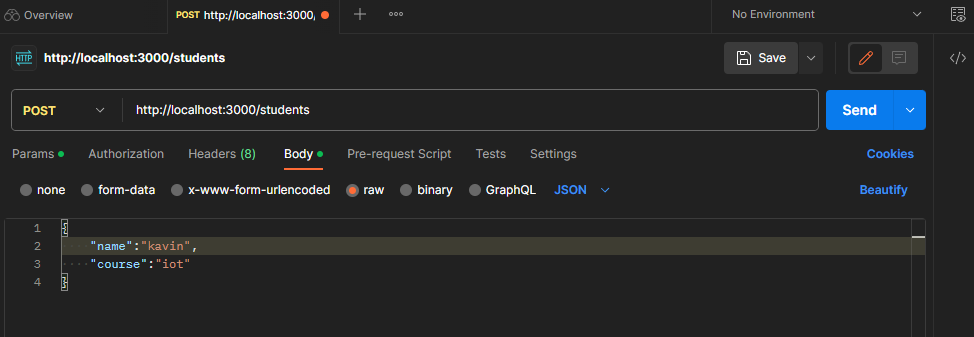 Overview
POST http://localhost:3000/
No Environment
HTTP http://localhost:3000/students
Save
POST http://localhost:3000/students
Send
Params Authorization Headers (8) Body Pre-request Script Tests Settings Cookies
none form-data x-www-form-urlencoded raw binary GraphQL JSON Beautify
1 {
2 "name":"kavin",
3 "course":"iot"
4 }